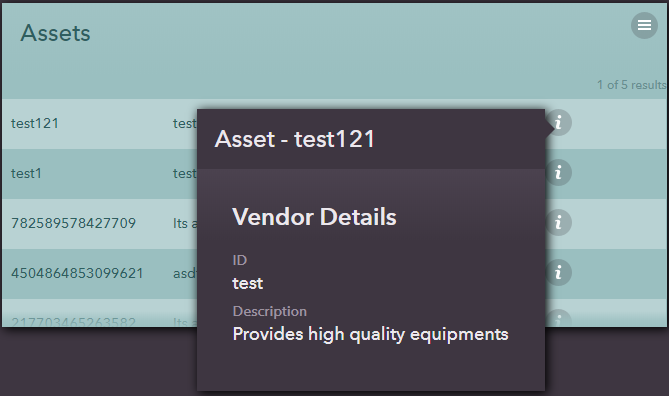 Assets
1 of 5 results
test121 test
Asset - test121
test1 test
Vendor Details
782589578427709 Its a
ID
test
4504864853099621 asd
Description
217703465263582 Its a
Provides high quality equipments